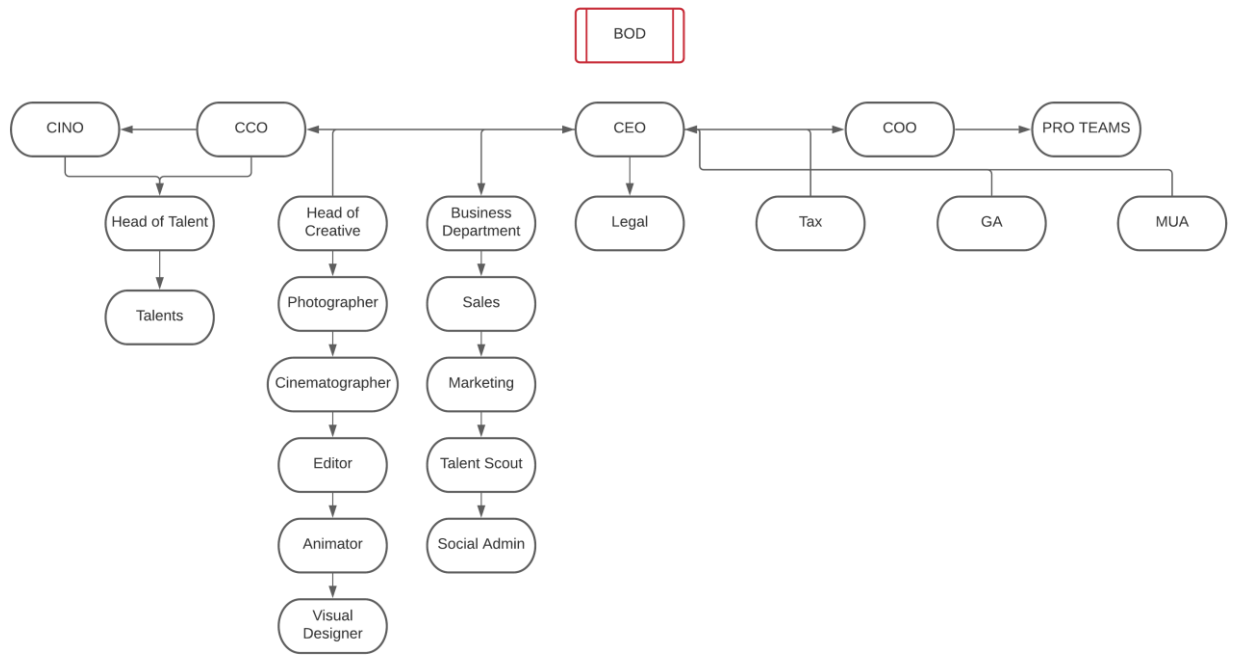 BOD
CINO
CCO
CEO
COO
PRO TEAMS
Head of Talent
Head of
Creative
Business
Department
Legal
Tax
GA
MUA
Talents
Photographer
Sales
Cinematographer
Marketing
Editor
Talent Scout
Animator
Social Admin
Visual
Designer